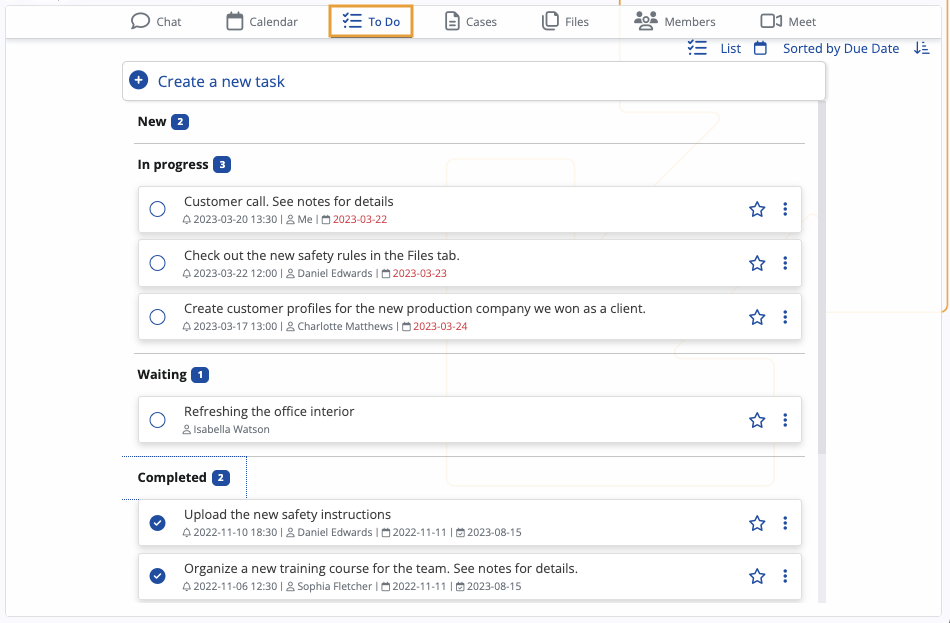 Chat Calendar To Do Cases Files Members Meet
List Sorted by Due Date
Create a new task
New 2
In progress 3
Customer call. See notes for details
2023-03-20 13:30 | Me | 2023-03-22
Check out the new safety rules in the Files tab.
2023-03-22 12:00 | Daniel Edwards | 2023-03-23
Create customer profiles for the new production company we won as a client.
2023-03-17 13:00 | Charlotte Matthews | 2023-03-24
Waiting 1
Refreshing the office interior
Isabella Watson
Completed 2
Upload the new safety instructions
2022-11-10 18:30 | Daniel Edwards | 2022-11-11 | 2023-08-15
Organize a new training course for the team. See notes for details.
2022-11-06 12:30 | Sophia Fletcher | 2022-11-11 | 2023-08-15